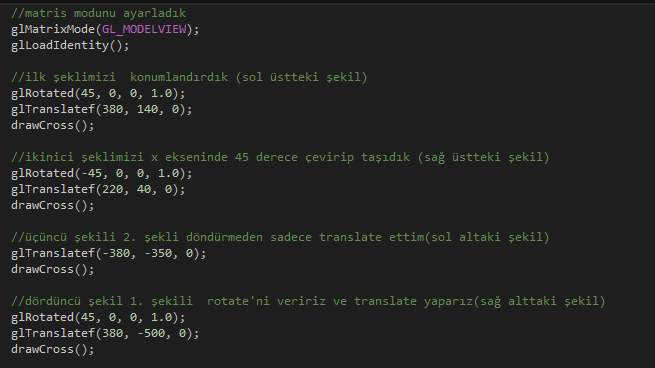 //matris modunu ayarladık
glMatrixMode(GL_MODELVIEW);
glLoadIdentity();
//ilk şeklimizi  konumlandırdık (sol üstteki şekil)
glRotated(45, 0, 0, 1.0);
glTranslatef(380, 140, 0);
drawCross();
//ikinici şeklimizi x ekseninde 45 derece çevirip taşıdık (sağ üstteki şekil)
glRotated(-45, 0, 0, 1.0);
glTranslatef(220, 40, 0);
drawCross();
//üçüncü şekili 2. şekli döndürmeden sadece translate ettim(sol altaki şekil)
glTranslatef(-380, -350, 0);
drawCross();
//dördüncü şekil 1. şekili  rotate'ni veririz ve translate yaparız(sağ alttaki şekil)
glRotated(45, 0, 0, 1.0);
glTranslatef(380, -500, 0);
drawCross();